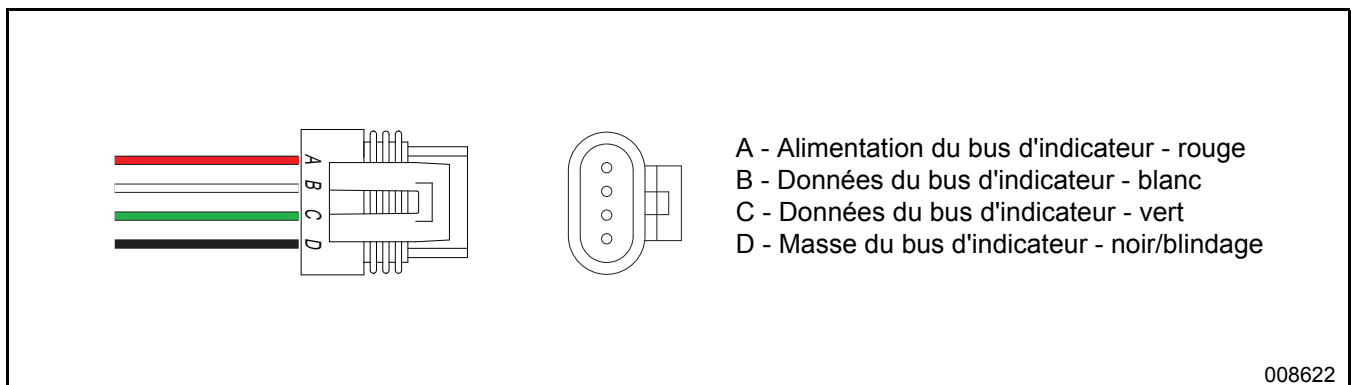 A
B
C
D
A - Alimentation du bus d'indicateur - rouge
B - Données du bus d'indicateur - blanc
C - Données du bus d'indicateur - vert
D - Masse du bus d'indicateur - noir/blindage
008622